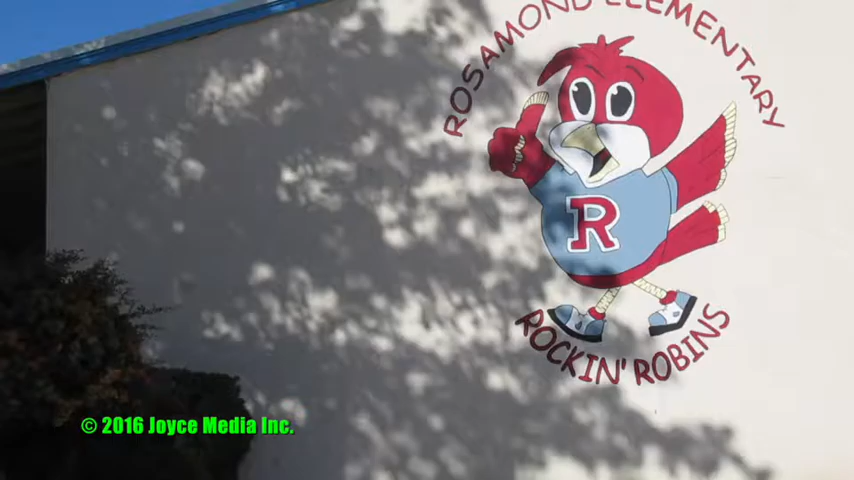 ROSAMOND ELEMENTARY
R
ROCKIN' ROBINS
© 2016 Joyce Media Inc.